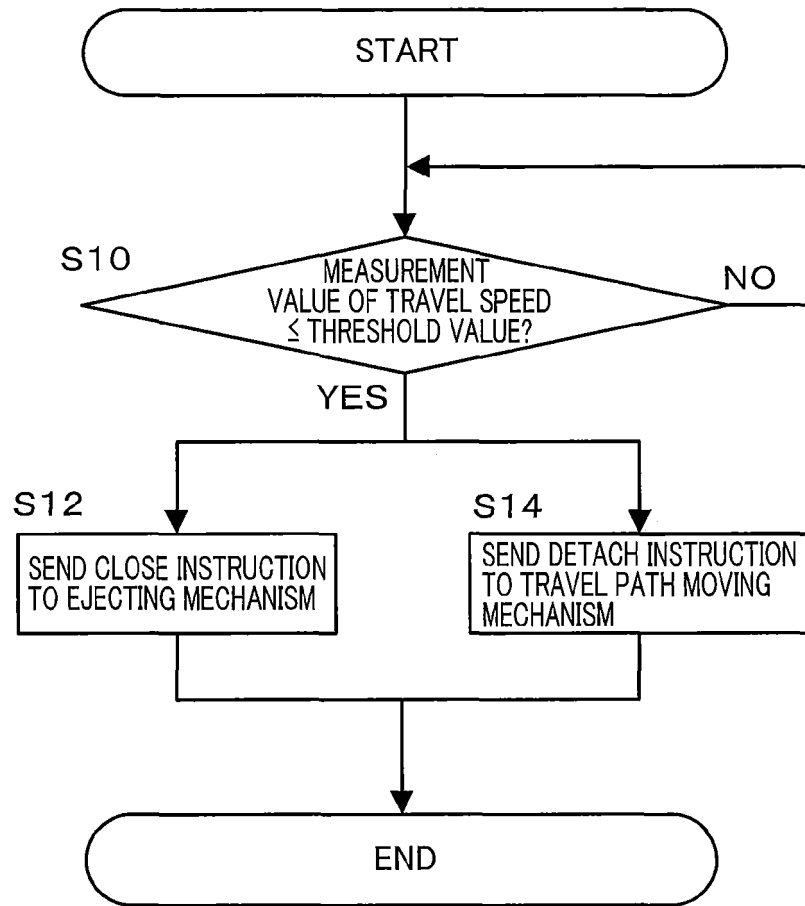 START
S10
MEASUREMENT
VALUE OF TRAVEL SPEED
≦ THRESHOLD VALUE?
NO
YES
S12
SEND CLOSE INSTRUCTION
TO EJECTING MECHANISM
S14
SEND DETACH INSTRUCTION
TO TRAVEL PATH MOVING
MECHANISM
END